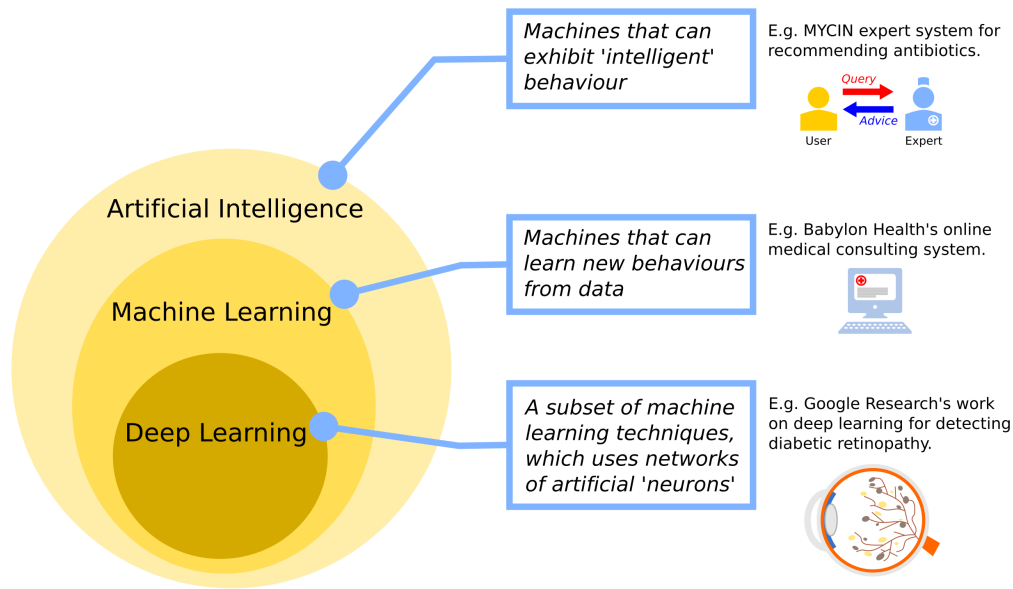 Machines that can
exhibit 'intelligent'
behaviour
E.g. MYCIN expert system for
recommending antibiotics.
Query
Advice
User
Expert
Artificial Intelligence
Machines that can
learn new behaviours
from data
E.g. Babylon Health's online
medical consulting system.
Machine Learning
A subset of machine
learning techniques,
which uses networks
of artificial 'neurons'
E.g. Google Research's work
on deep learning for detecting
diabetic retinopathy.
Deep Learning